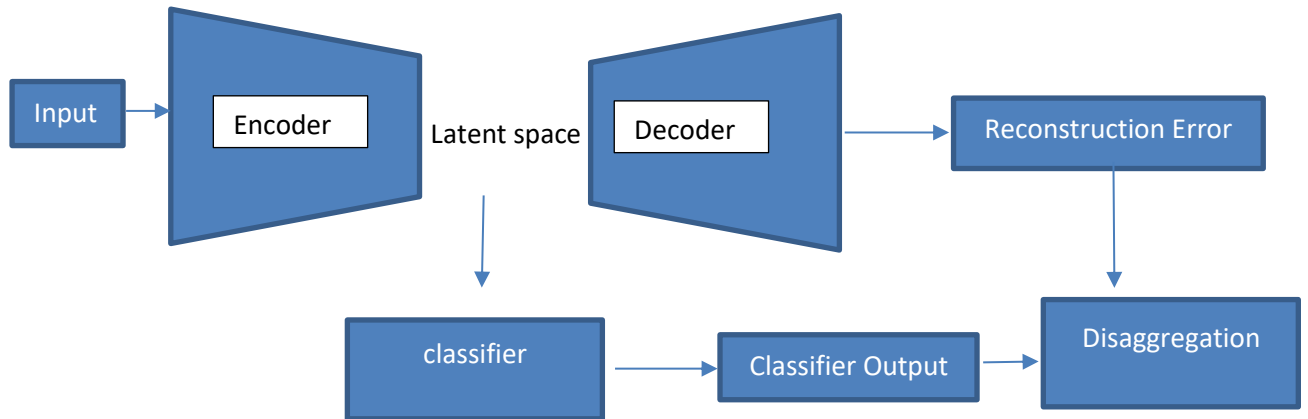 Input
Encoder
Latent space
Decoder
Reconstruction Error
classifier
Classifier Output
Disaggregation